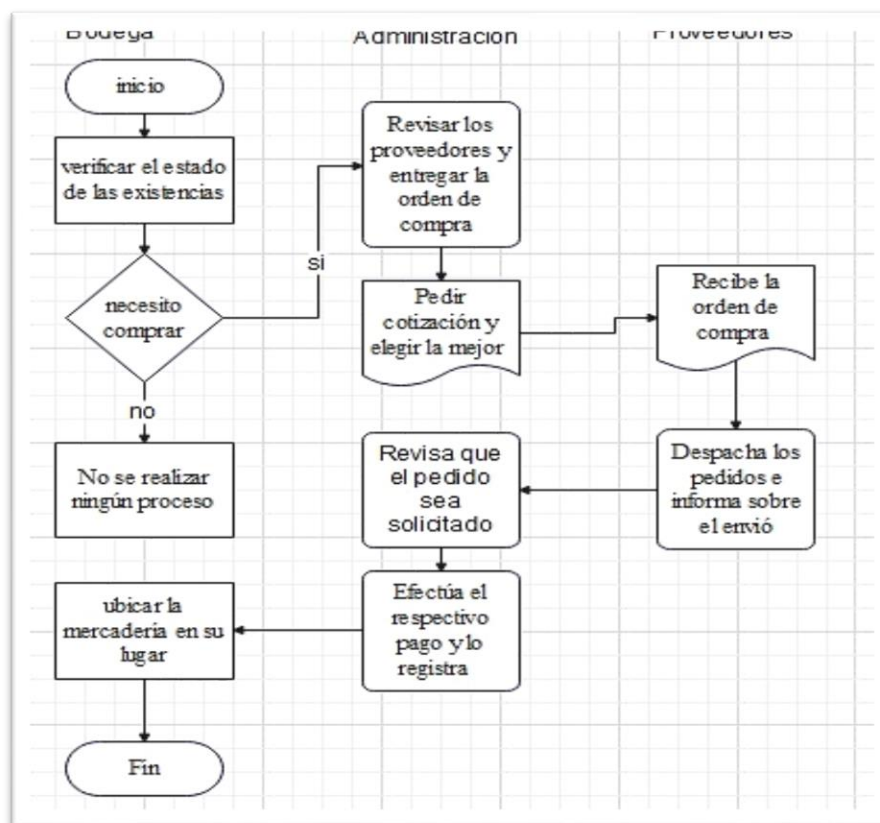 Bodega
Administración
Proveedores
inicio
verificar el estado
de las existencias
necesito
comprar
si
no
No se realizar
ningún proceso
Revisar los
proveedores y
entregar la
orden de
compra
Pedir
cotización y
elegir la mejor
Recibe la
orden de
compra
Despacha los
pedidos e
informa sobre
el envió
Revisa que
el pedido
sea
solicitado
Efectúa el
respectivo
pago y lo
registra
ubicar la
mercadería en su
lugar
Fin